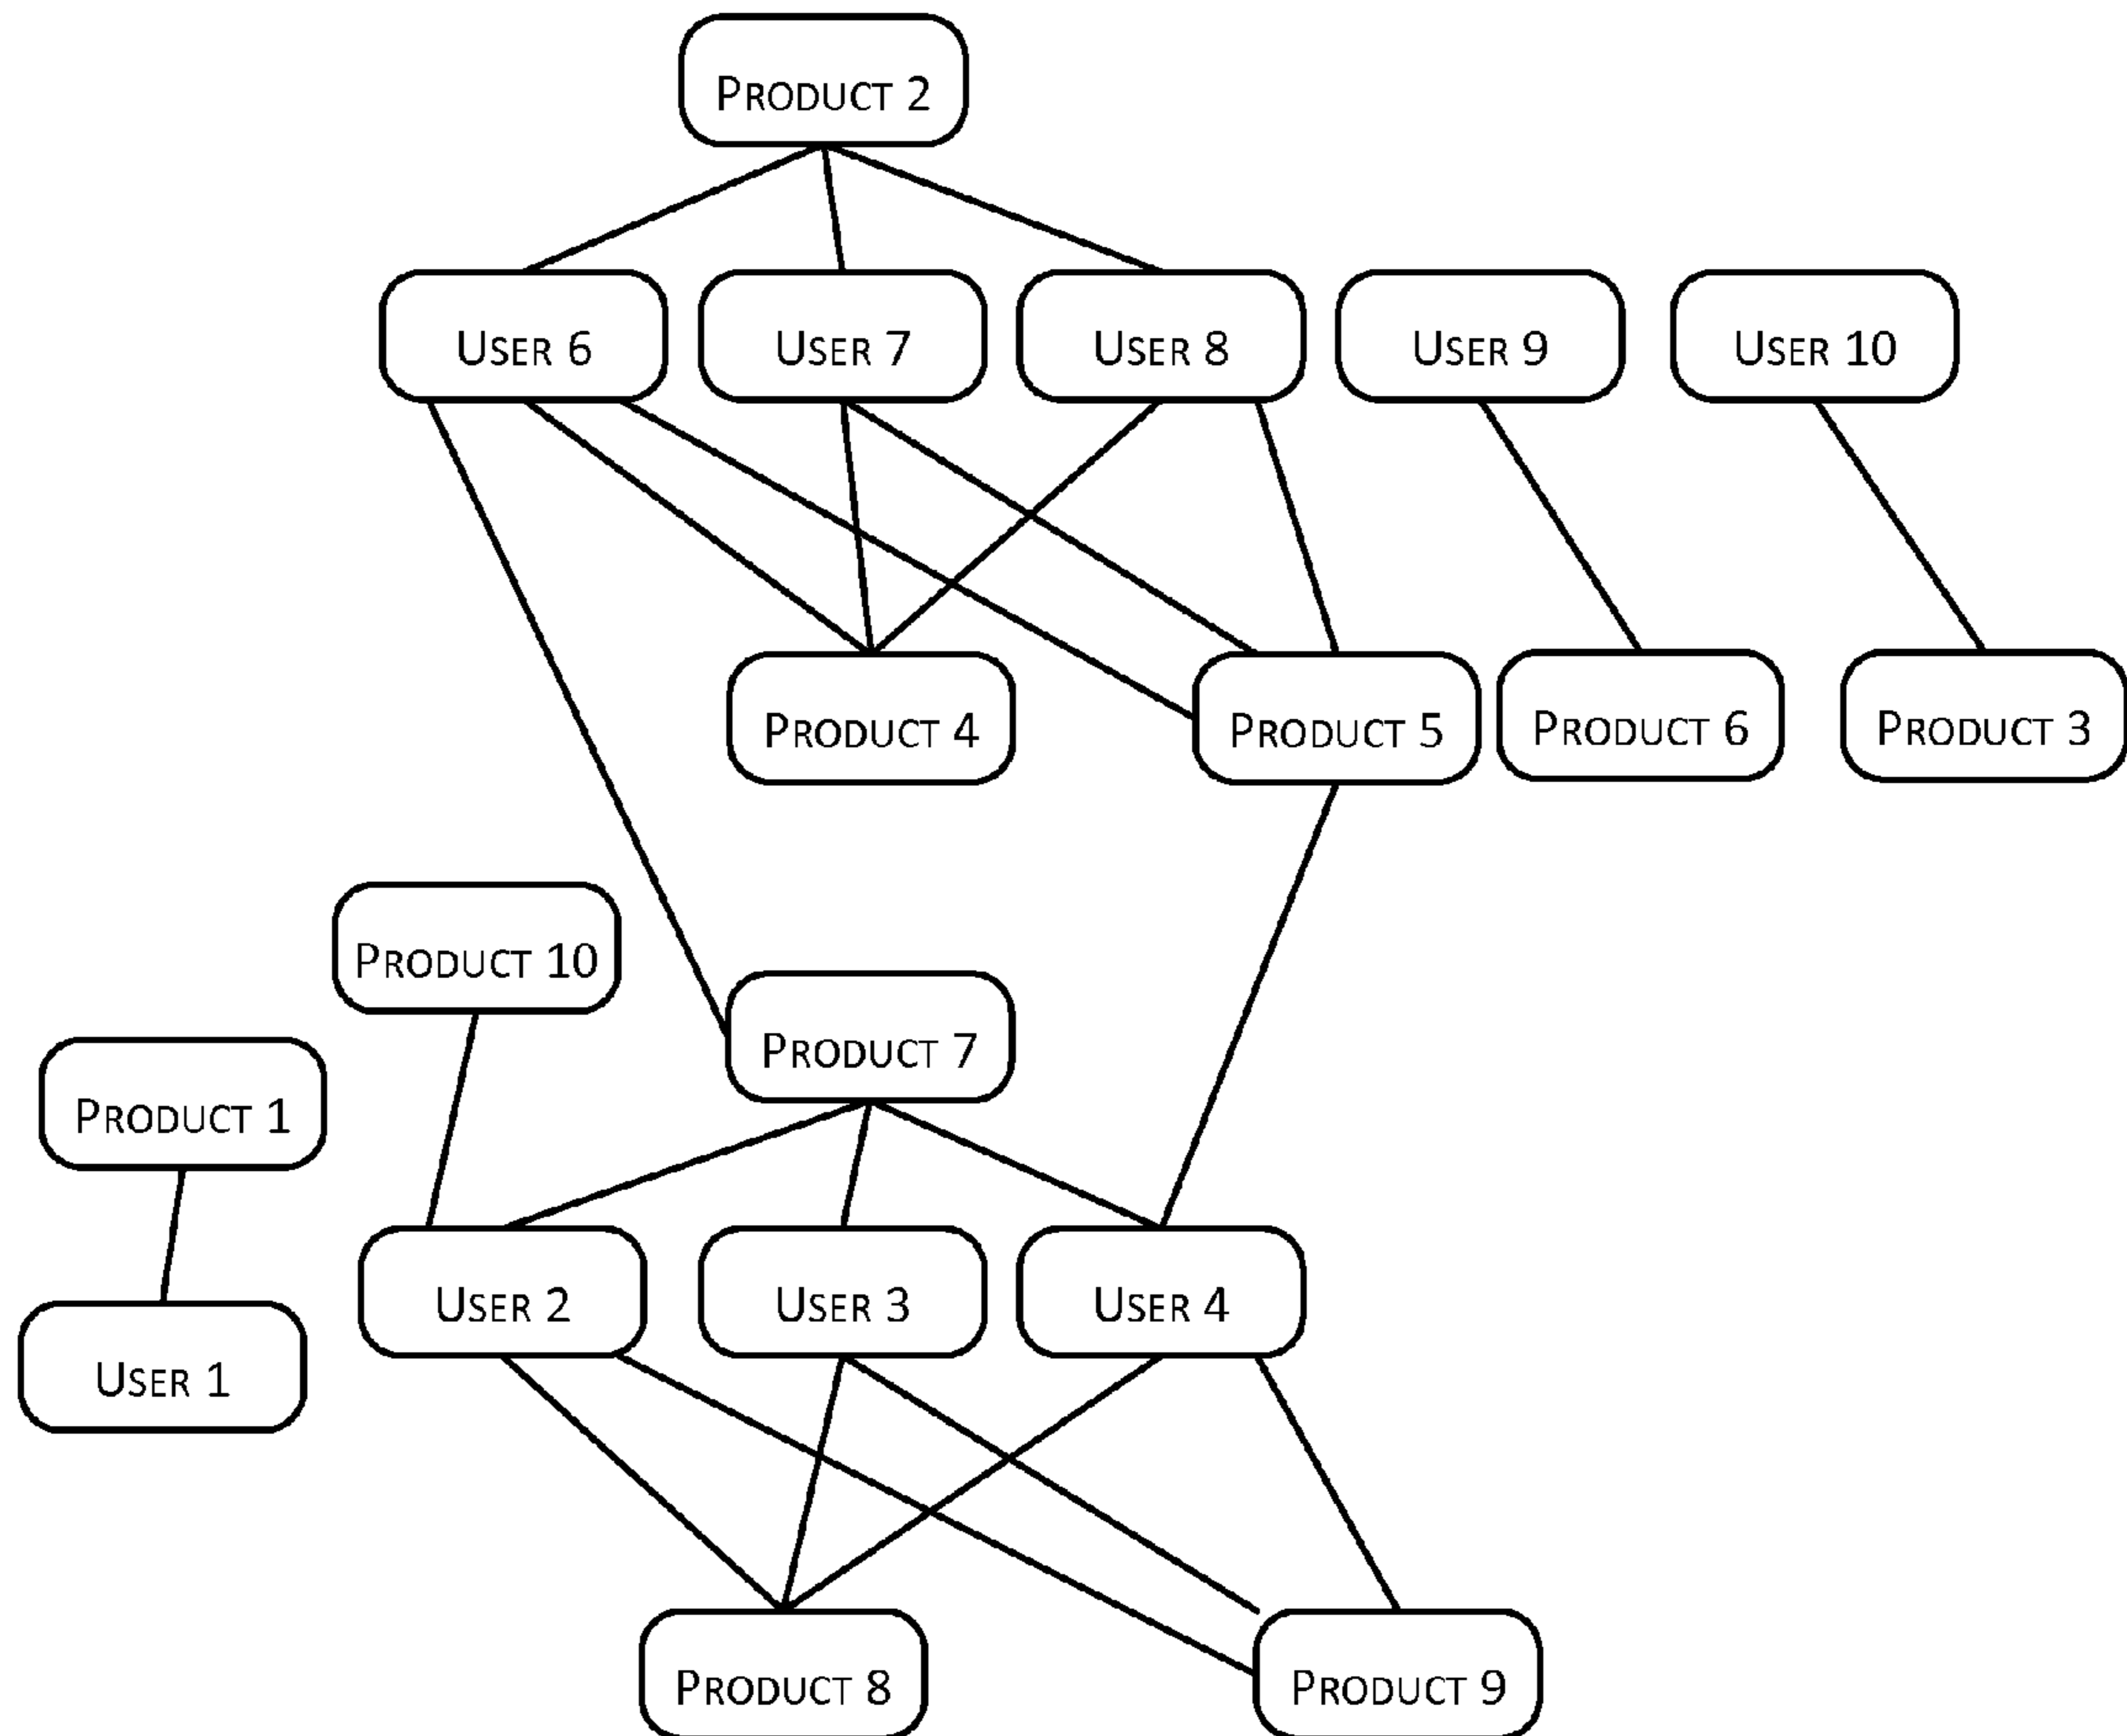 Product 2
User 6
User 7
User 8
User 9
User 10
Product 4
Product 5
Product 6
Product 3
Product 10
Product 7
Product 1
User 2
User 3
User 4
User 1
Product 8
Product 9